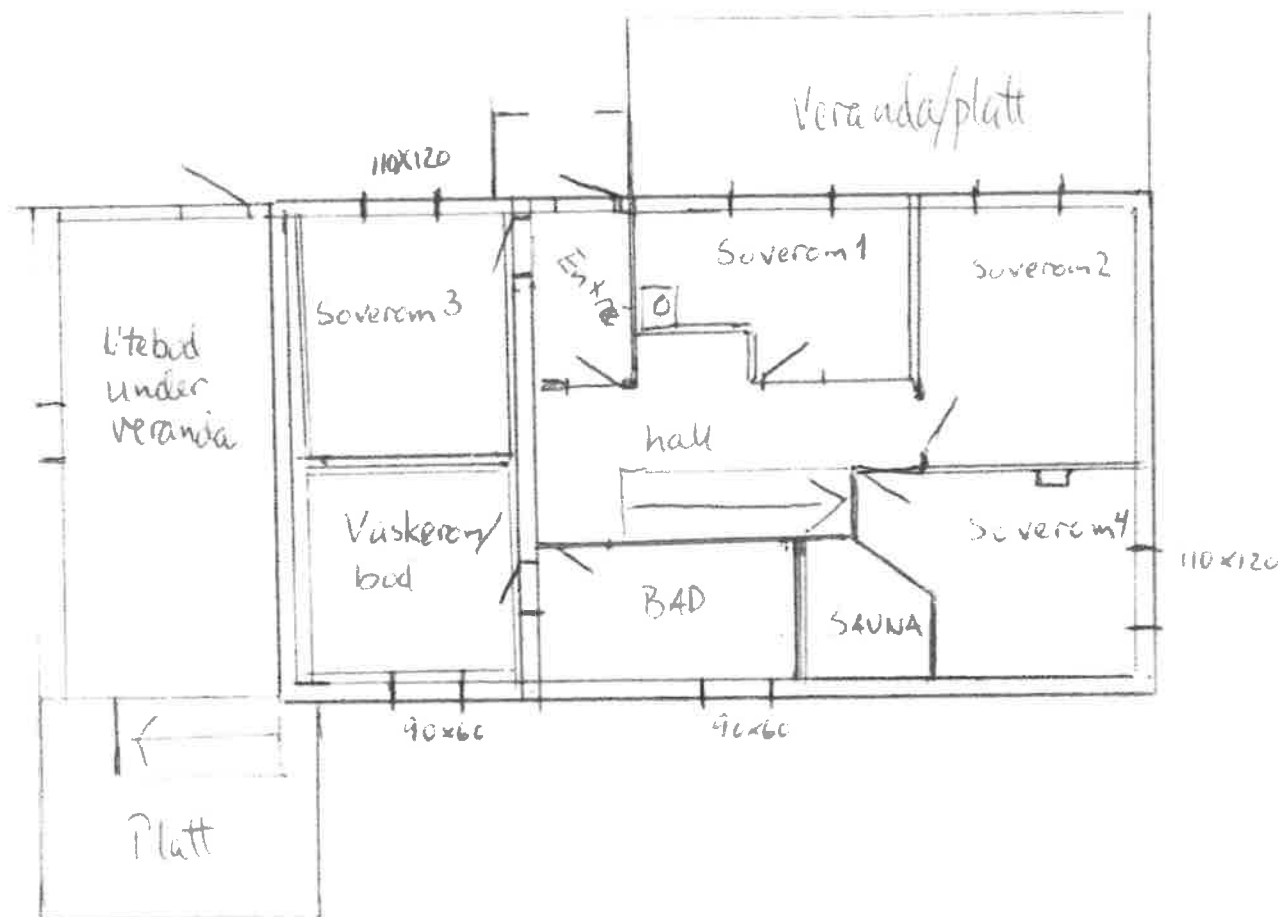 Veranda/platt
110x120
Soverom 1
Soverom 2
Soverom 3
Utebod
under
veranda
hall
Vaskerom/
bod
BAD
SAUNA
Soverom 4
110x120
90x60
90x60
Platt